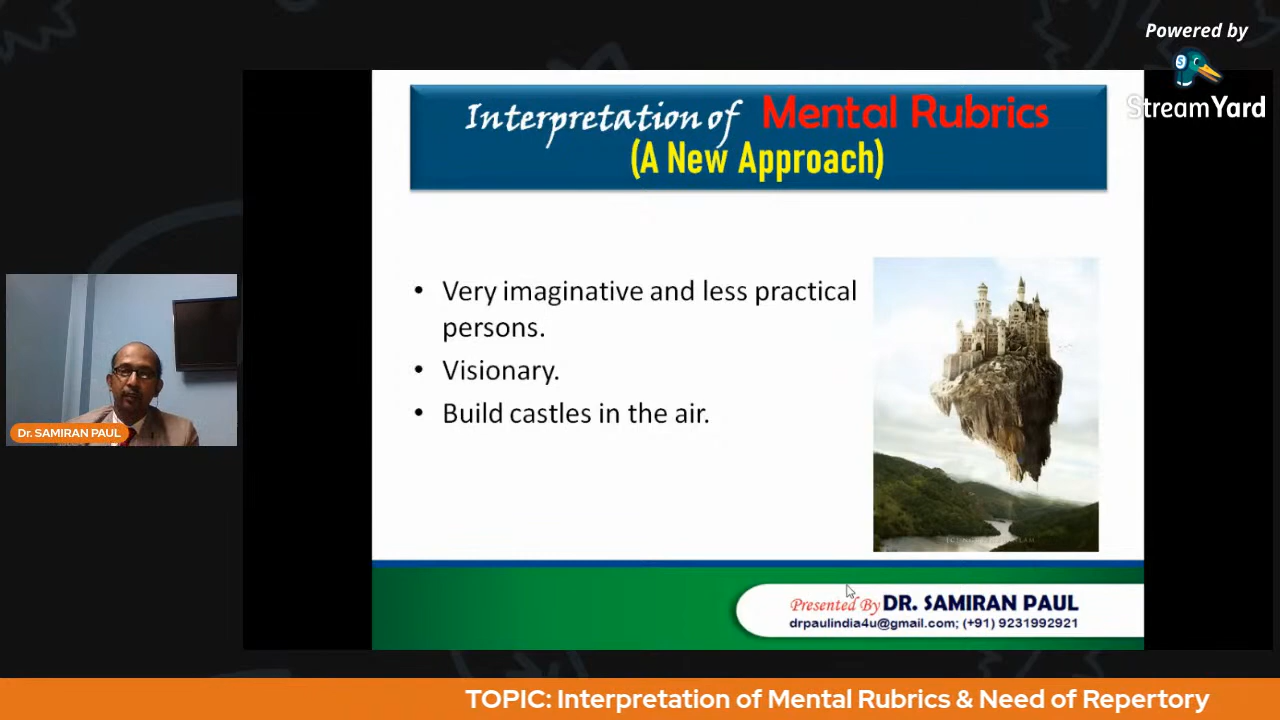 Powered by
StreamYard
Interpretation of Mental Rubrics
(A New Approach)
• Very imaginative and less practical
persons.
• Visionary.
• Build castles in the air.
Dr. SAMIRAN PAUL
Presented By DR. SAMIRAN PAUL
drpaulindia4u@gmail.com; (+91) 9231992921
TOPIC: Interpretation of Mental Rubrics & Need of Repertory